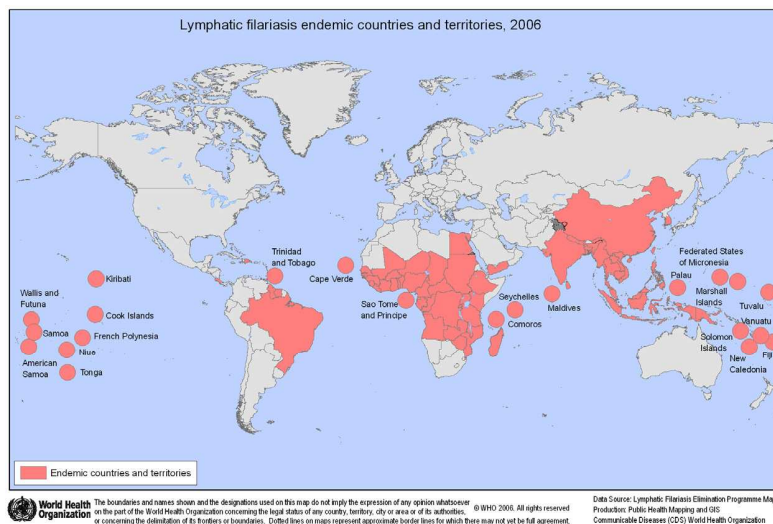 Lymphatic filariasis endemic countries and territories, 2006
Trinidad
and Tobago
Cape Verde
Kiribati
Wallis and
Futuna
Cook Islands
Samoa
French Polynesia
Niue
American
Samoa
Tonga
Sao Tome
and Principe
Seychelles
Comoros
Maldives
Federated States
of Micronesia
Palau
Marshall
Islands
Tuvalu
Vanuatu
Solomon
Islands
Fiji
New
Caledonia
Endemic countries and territories
World Health
Organization
The boundaries and names shown and the designations used on this map do not imply the expression of any opinion whatsoever
on the part of the World Health Organization concerning the legal status of any country, territory, city or area or of its authorities,
or concerning the delimitation of its frontiers or boundaries. Dotted lines on maps represent approximate border lines for which there may not yet be full agreement.
© WHO 2006. All rights reserved
Data Source: Lymphatic Filariasis Elimination Programme Ma
Production: Public Health Mapping and GIS
Communicable Diseases (CDS) World Health Organization